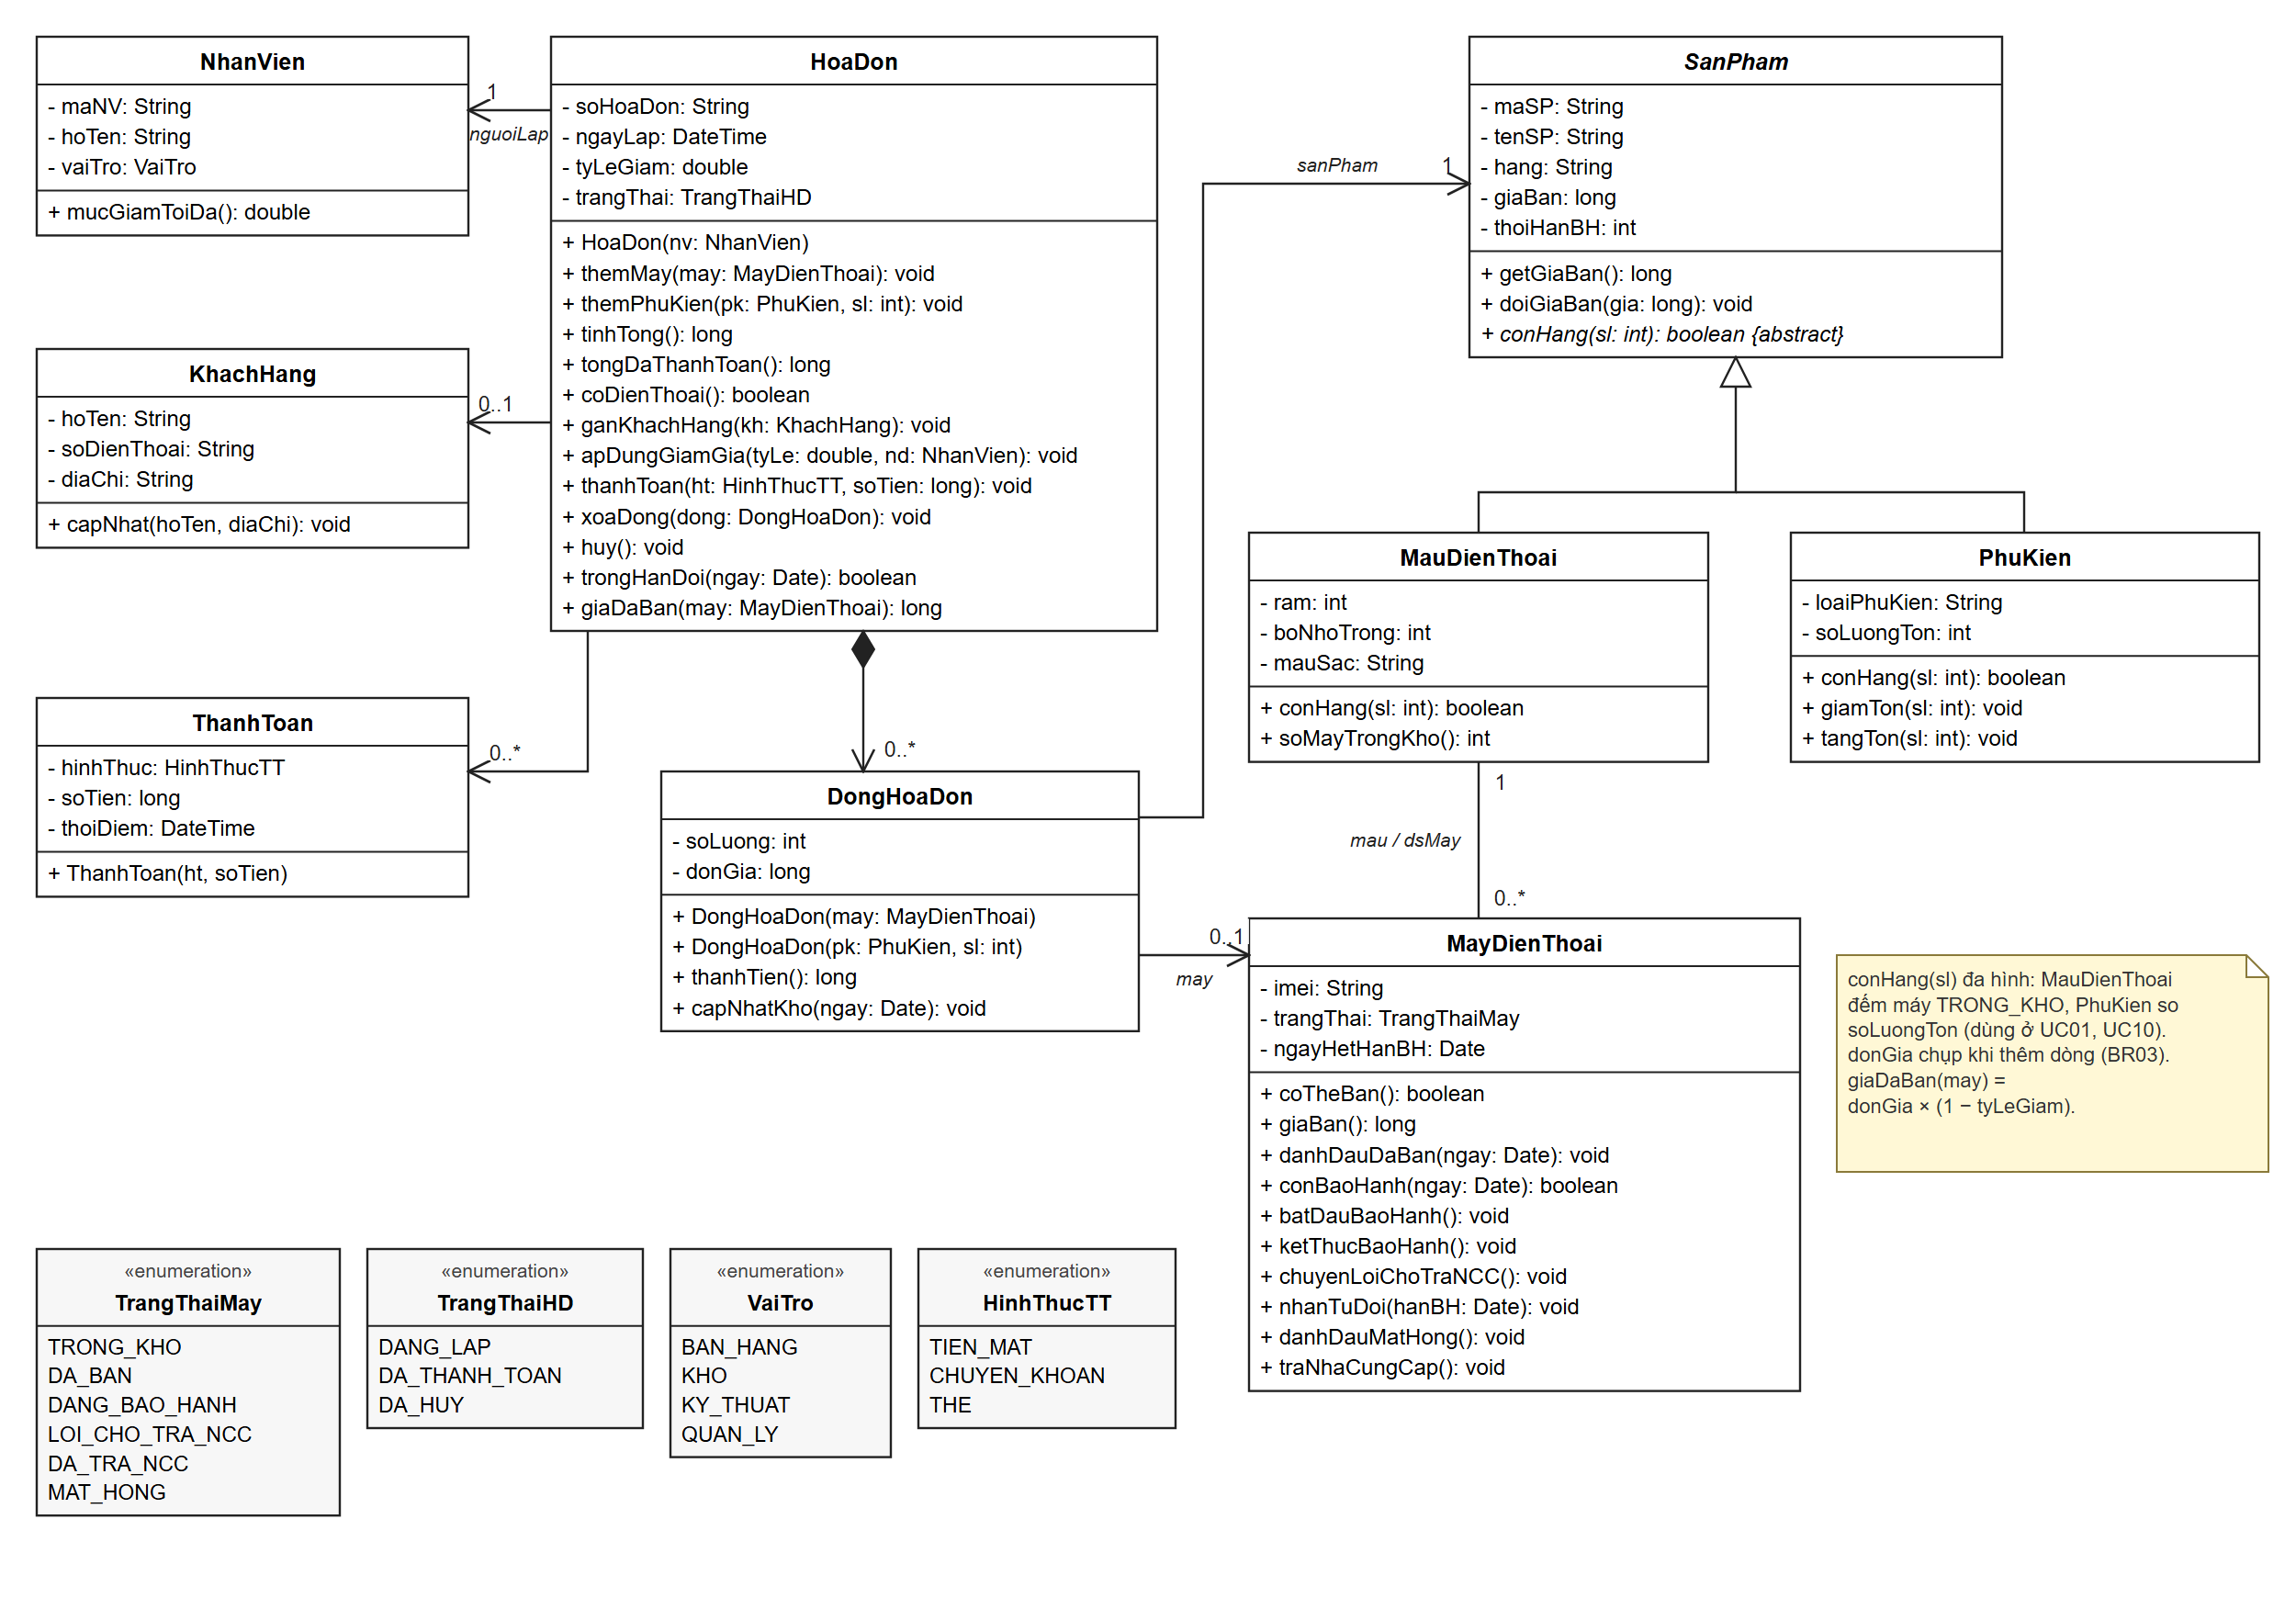 NhanVien
- maNV: String
- hoTen: String
- vaiTro: VaiTro
+ mucGiamToiDa(): double
1
nguoiLap
HoaDon
- soHoaDon: String
- ngayLap: DateTime
- tyLeGiam: double
- trangThai: TrangThaiHD
+ HoaDon(nv: NhanVien)
+ themMay(may: MayDienThoai): void
+ themPhuKien(pk: PhuKien, sl: int): void
+ tinhTong(): long
+ tongDaThanhToan(): long
+ coDienThoai(): boolean
+ ganKhachHang(kh: KhachHang): void
+ apDungGiamGia(tyLe: double, nd: NhanVien): void
+ thanhToan(ht: HinhThucTT, soTien: long): void
+ xoaDong(dong: DongHoaDon): void
+ huy(): void
+ trongHanDoi(ngay: Date): boolean
+ giaDaBan(may: MayDienThoai): long
sanPham
1
SanPham
- maSP: String
- tenSP: String
- hang: String
- giaBan: long
- thoiHanBH: int
+ getGiaBan(): long
+ doiGiaBan(gia: long): void
+ conHang(sl: int): boolean {abstract}
KhachHang
- hoTen: String
- soDienThoai: String
- diaChi: String
+ capNhat(hoTen, diaChi): void
0..1
MauDienThoai
- ram: int
- boNhoTrong: int
- mauSac: String
+ conHang(sl: int): boolean
+ soMayTrongKho(): int
PhuKien
- loaiPhuKien: String
- soLuongTon: int
+ conHang(sl: int): boolean
+ giamTon(sl: int): void
+ tangTon(sl: int): void
ThanhToan
- hinhThuc: HinhThucTT
- soTien: long
- thoiDiem: DateTime
+ ThanhToan(ht, soTien)
0..*
0..*
DongHoaDon
- soLuong: int
- donGia: long
+ DongHoaDon(may: MayDienThoai)
+ DongHoaDon(pk: PhuKien, sl: int)
+ thanhTien(): long
+ capNhatKho(ngay: Date): void
1
mau / dsMay
0..*
0..1
may
MayDienThoai
- imei: String
- trangThai: TrangThaiMay
- ngayHetHanBH: Date
+ coTheBan(): boolean
+ giaBan(): long
+ danhDauDaBan(ngay: Date): void
+ conBaoHanh(ngay: Date): boolean
+ batDauBaoHanh(): void
+ ketThucBaoHanh(): void
+ chuyenLoiChoTraNCC(): void
+ nhanTuDoi(hanBH: Date): void
+ danhDauMatHong(): void
+ traNhaCungCap(): void
conHang(sl) đa hình: MauDienThoai
đếm máy TRONG_KHO, PhuKien so
soLuongTon (dùng ở UC01, UC10).
donGia chụp khi thêm dòng (BR03).
giaDaBan(may) =
donGia × (1 − tyLeGiam).
«enumeration»
TrangThaiMay
TRONG_KHO
DA_BAN
DANG_BAO_HANH
LOI_CHO_TRA_NCC
DA_TRA_NCC
MAT_HONG
«enumeration»
TrangThaiHD
DANG_LAP
DA_THANH_TOAN
DA_HUY
«enumeration»
VaiTro
BAN_HANG
KHO
KY_THUAT
QUAN_LY
«enumeration»
HinhThucTT
TIEN_MAT
CHUYEN_KHOAN
THE